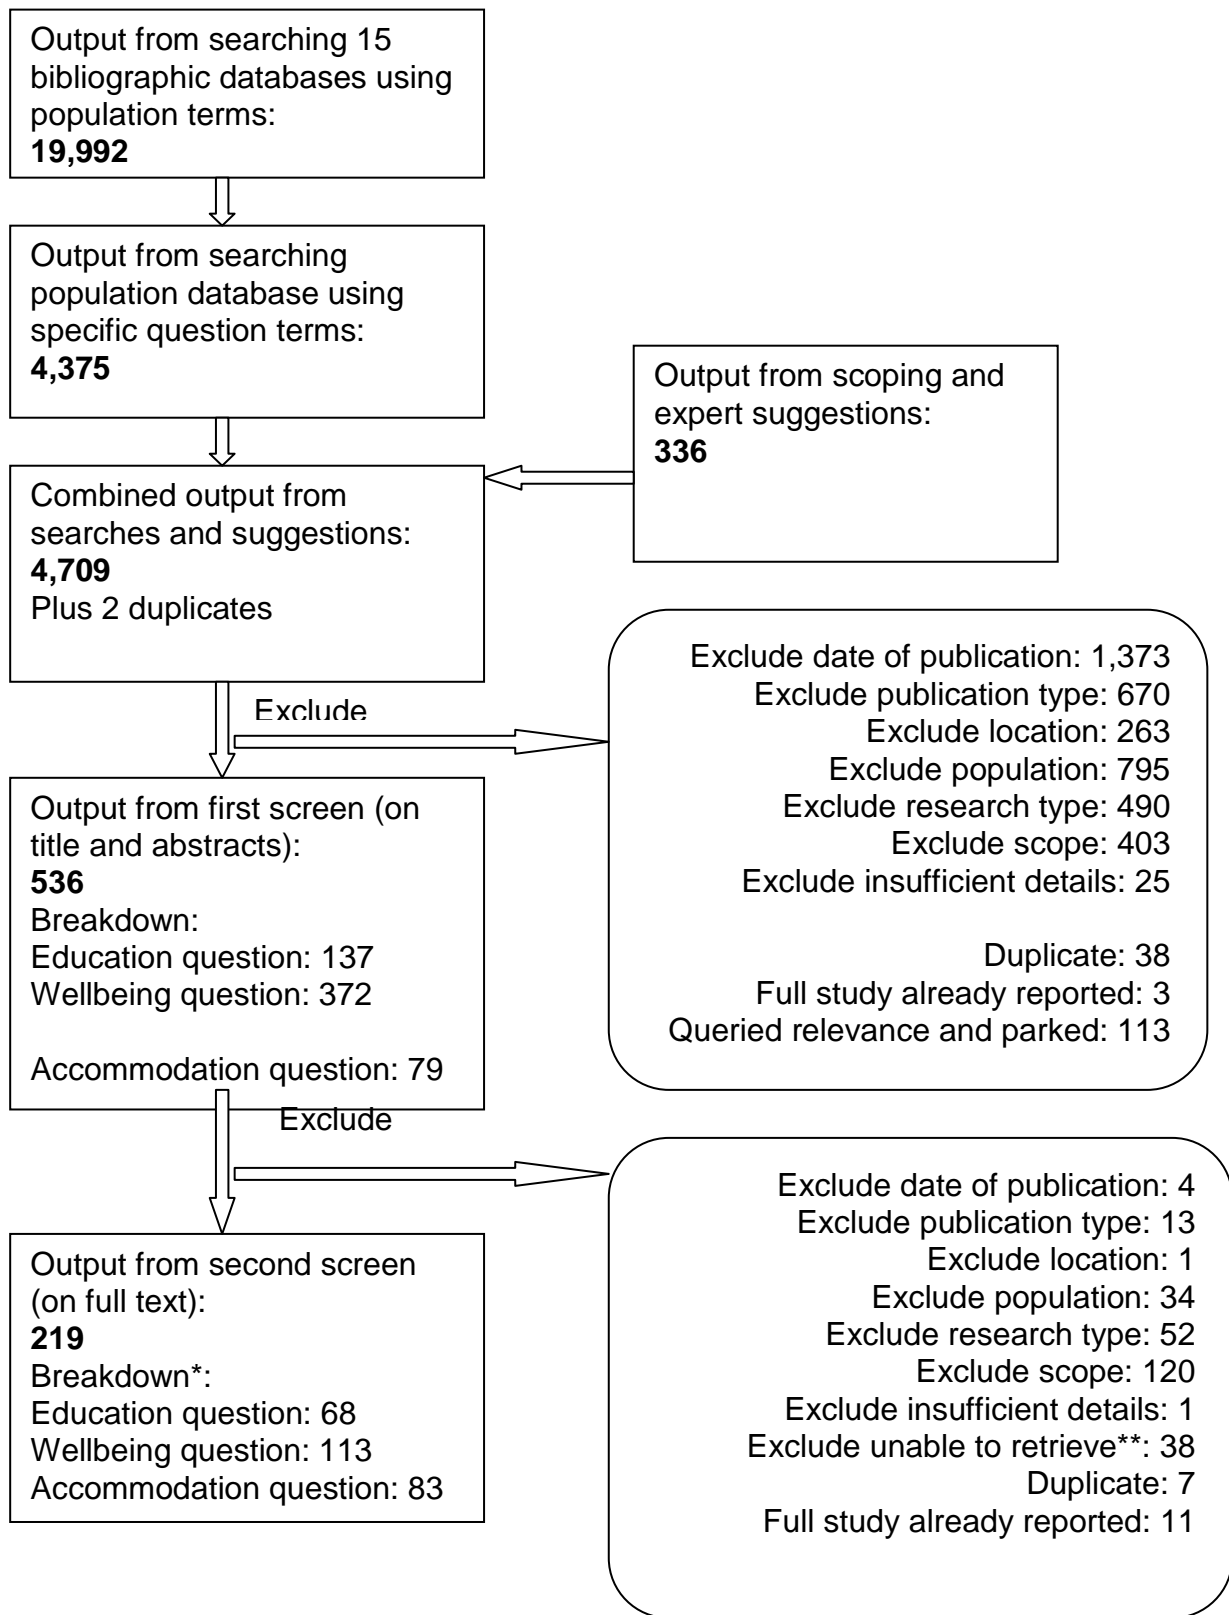 Output from searching 15
bibliographic databases using
population terms:
19,992
Output from searching
population database using
specific question terms:
4,375
Output from scoping and
expert suggestions:
336
Combined output from
searches and suggestions:
4,709
Plus 2 duplicates
Exclude
Exclude date of publication: 1,373
Exclude publication type: 670
Exclude location: 263
Exclude population: 795
Exclude research type: 490
Exclude scope: 403
Exclude insufficient details: 25
Duplicate: 38
Full study already reported: 3
Queried relevance and parked: 113
Output from first screen (on
title and abstracts):
536
Breakdown:
Education question: 137
Wellbeing question: 372
Accommodation question: 79
Exclude
Exclude date of publication: 4
Exclude publication type: 13
Exclude location: 1
Exclude population: 34
Exclude research type: 52
Exclude scope: 120
Exclude insufficient details: 1
Exclude unable to retrieve**: 38
Duplicate: 7
Full study already reported: 11
Output from second screen
(on full text):
219
Breakdown*:
Education question: 68
Wellbeing question: 113
Accommodation question: 83